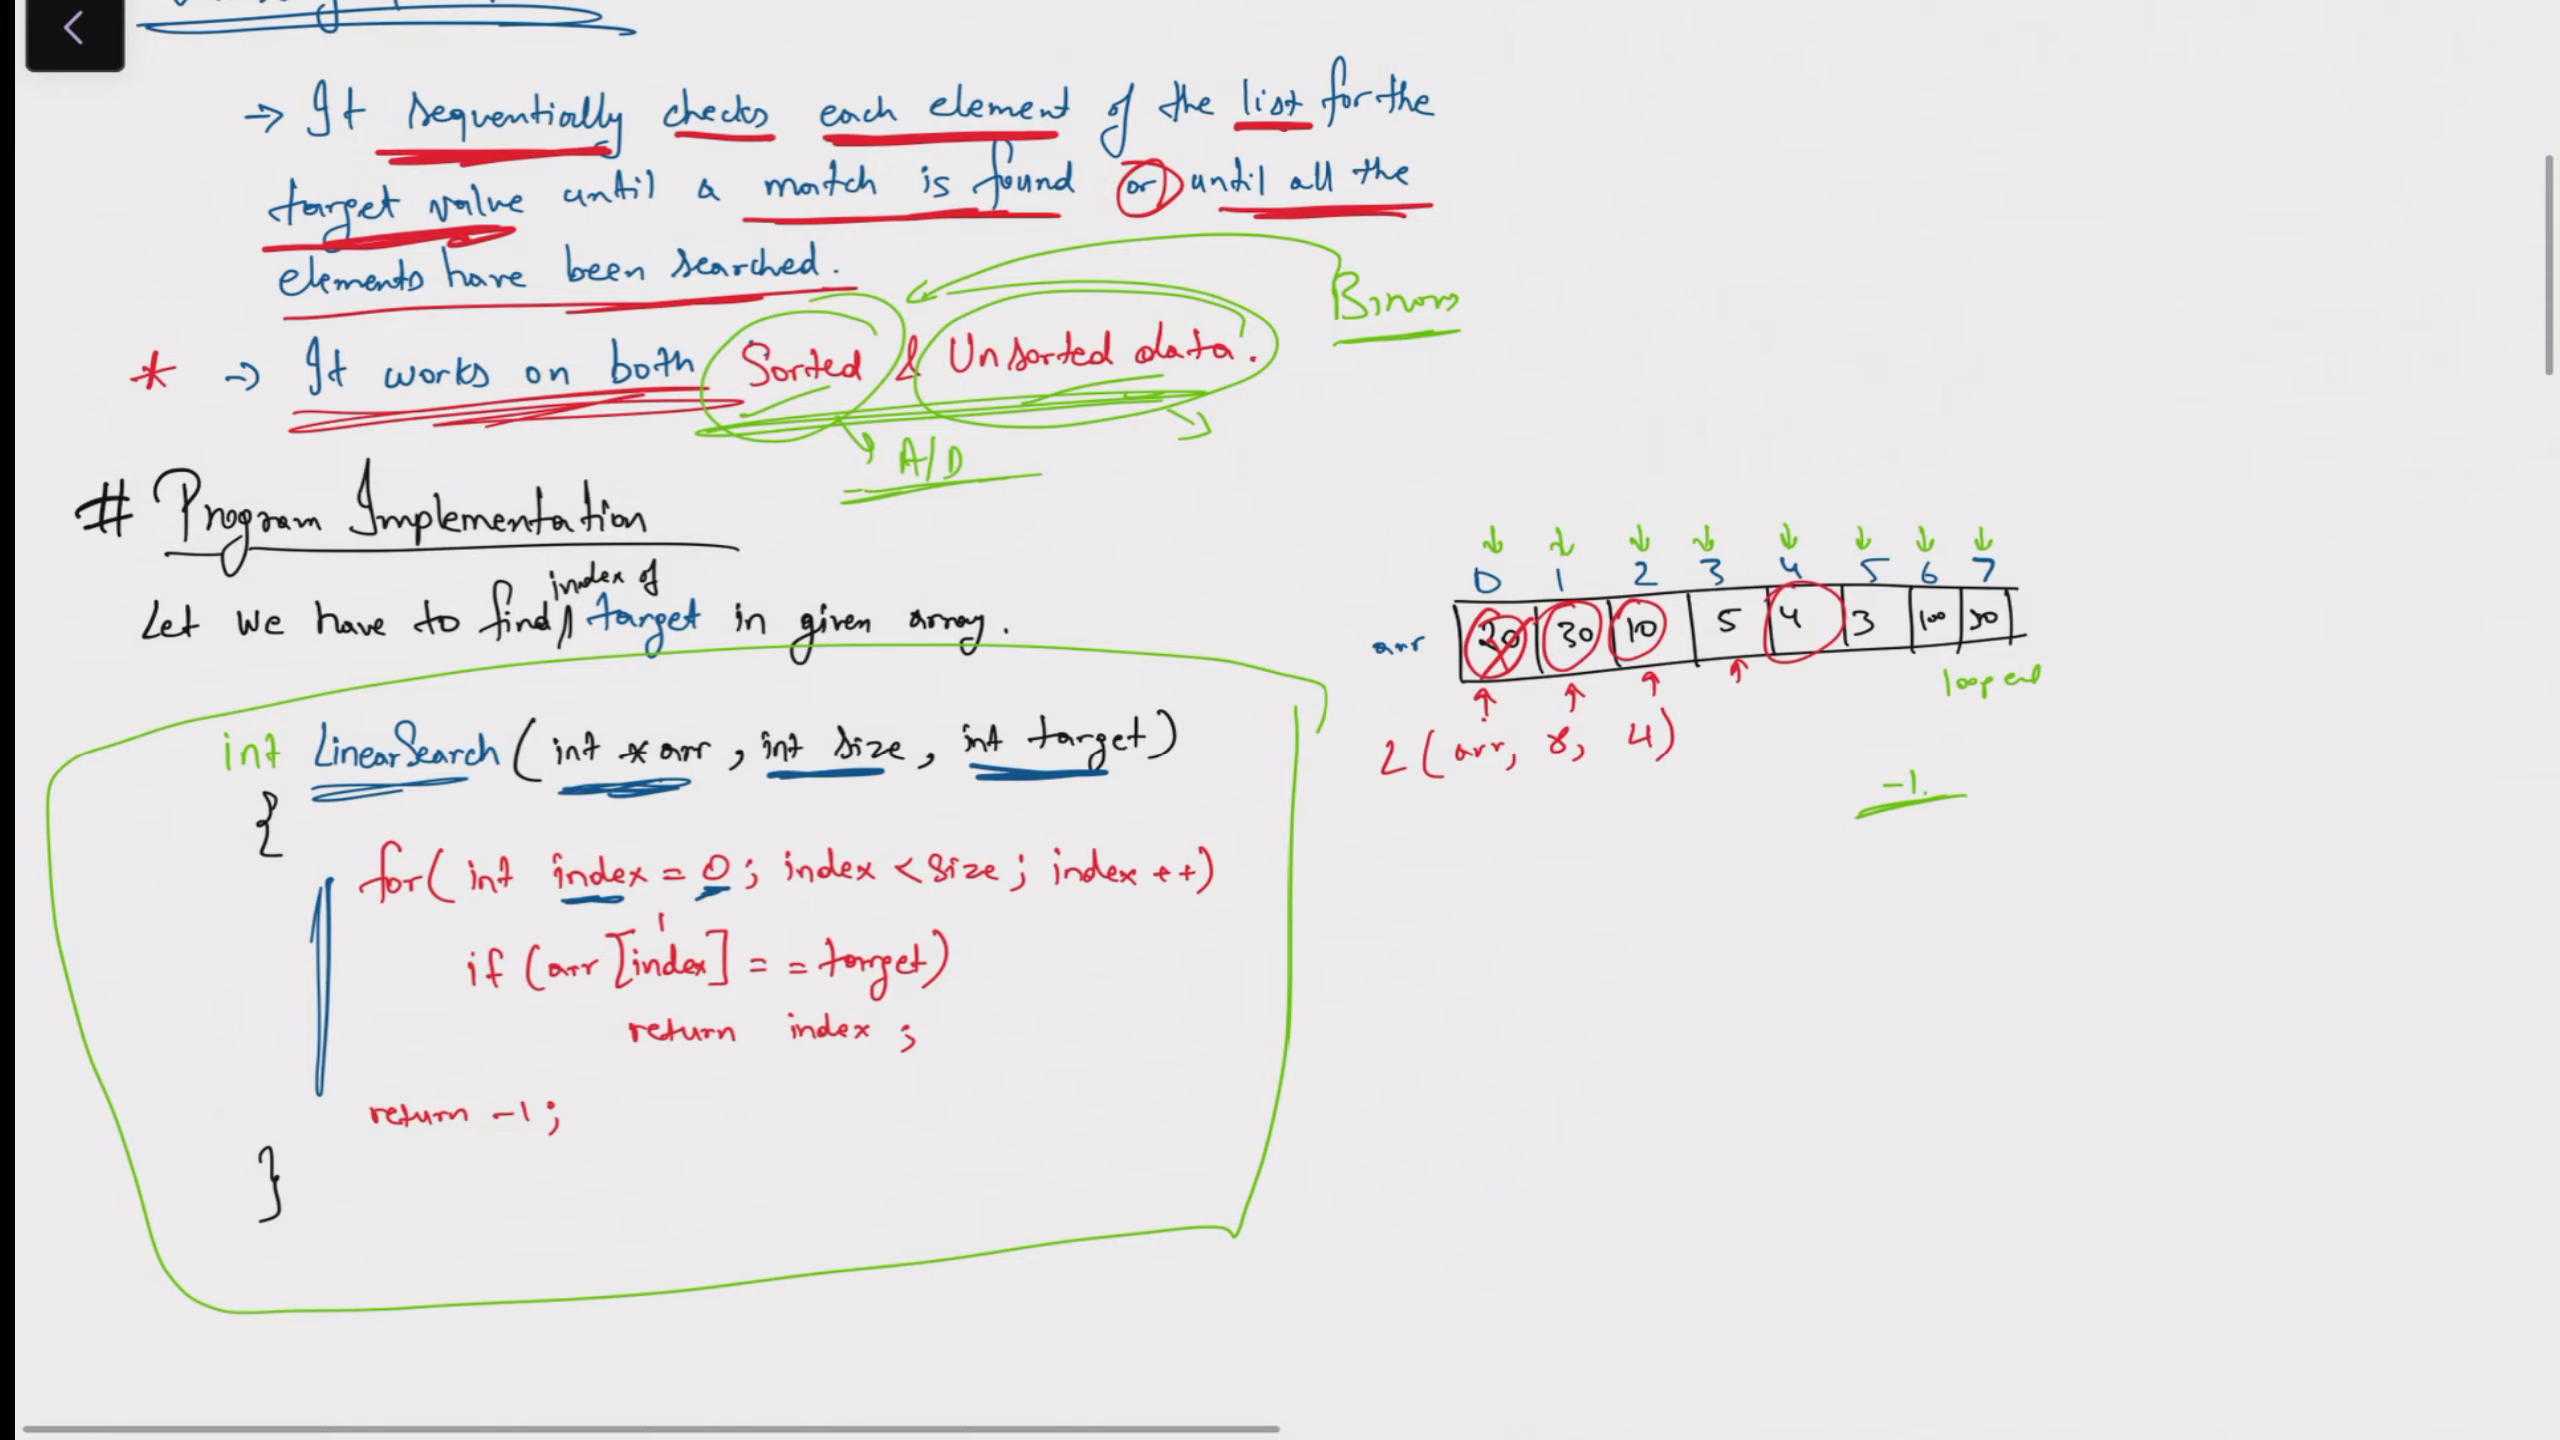 → It sequentially checks each element of the list for the
target value until a match is found or until all the
elements have been searched.
Binary
* → It works on both Sorted & Unsorted data.
A/D
# Program Implementation
index of
Let we have to find target in given array.
0 1 2 3 4 5 6 7
arr 30 10 5 4 3 100
loop end
int LinearSearch (int *arr, int size, int target)
(arr, 8, 4)
-1.
{
for( int index = 0; index < size; index ++)
if (arr [index] = = target)
return index ;
return -1;
}